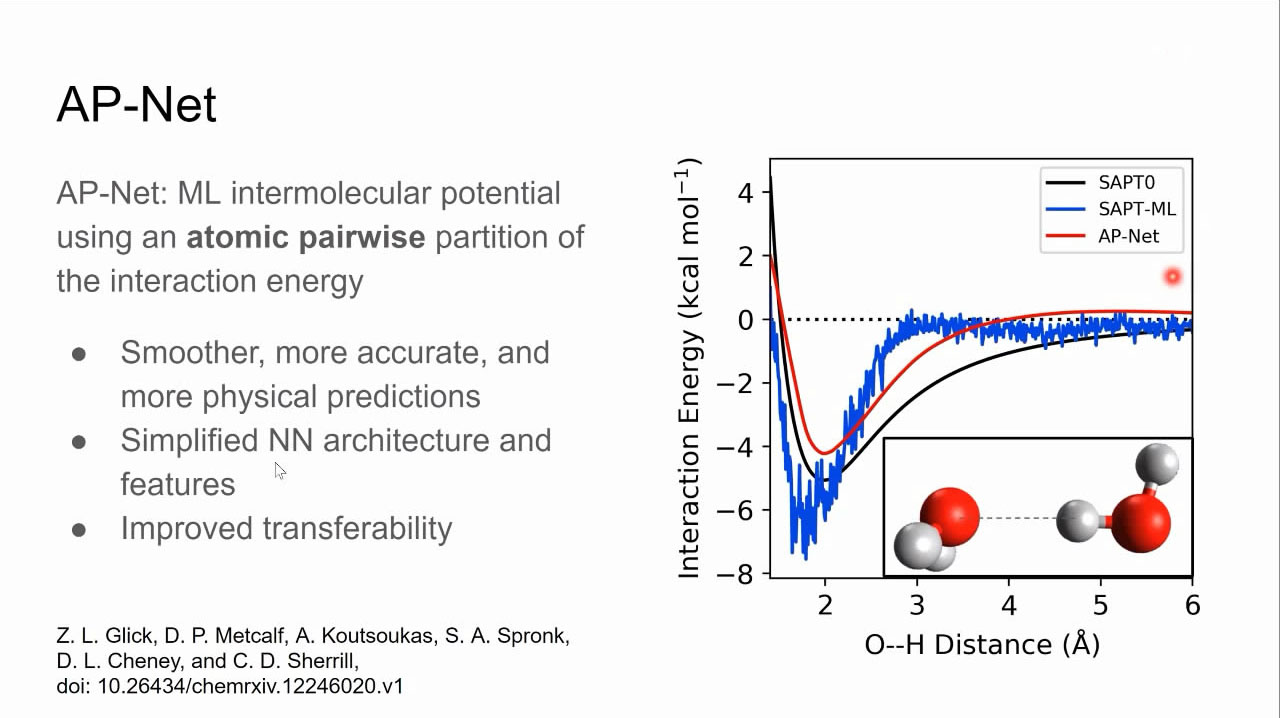 AP-Net
AP-Net: ML intermolecular potential
using an atomic pairwise partition of
the interaction energy
● Smoother, more accurate, and
more physical predictions
● Simplified NN architecture and
features
● Improved transferability
Z. L. Glick, D. P. Metcalf, A. Koutsoukas, S. A. Spronk,
D. L. Cheney, and C. D. Sherrill,
doi: 10.26434/chemrxiv.12246020.v1
Interaction Energy (kcal mol⁻¹)
4
2
0
−2
−4
−6
−8
SAPT0
SAPT-ML
AP-Net
2 3 4 5 6
O--H Distance (Å)